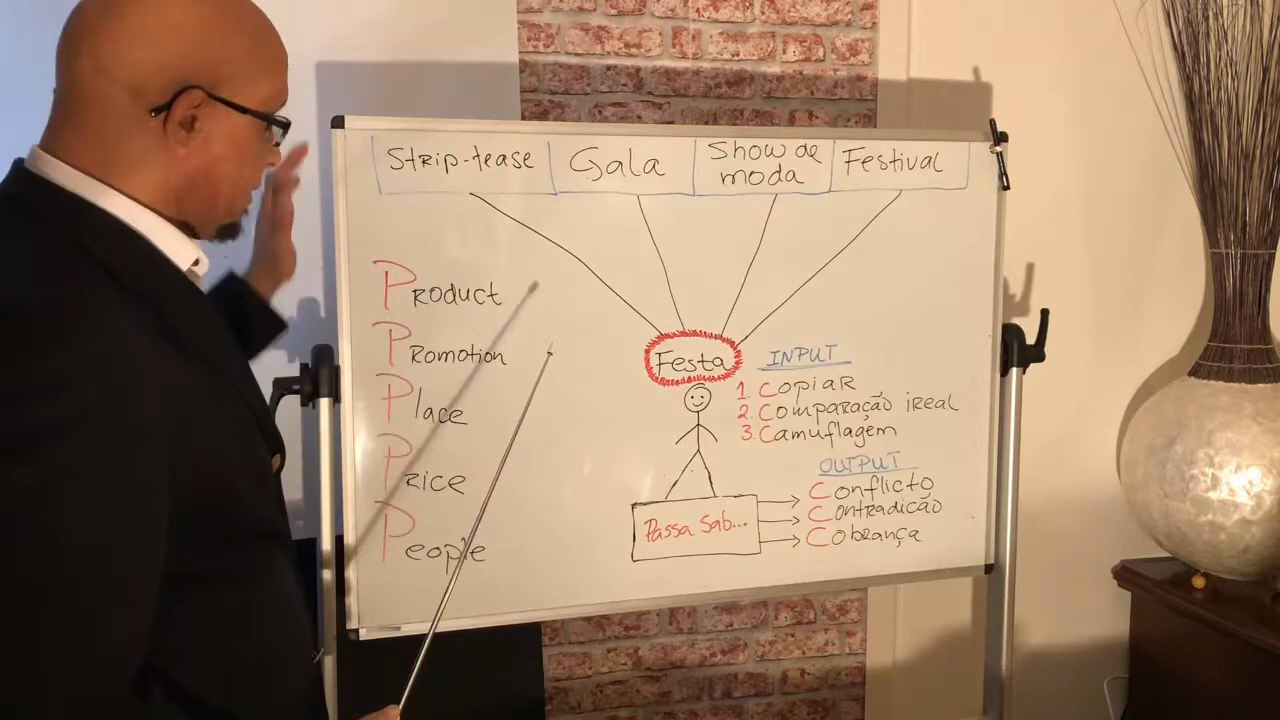 Strip-tease
Gala
Show de
moda
Festival
Product
Promotion
Place
Price
People
Festa
INPUT
1. Copiar
2. Comparação ireal
3. Camuflagem
OUTPUT
Conflicto
Contradicão
Cobrança
Passa Sab...